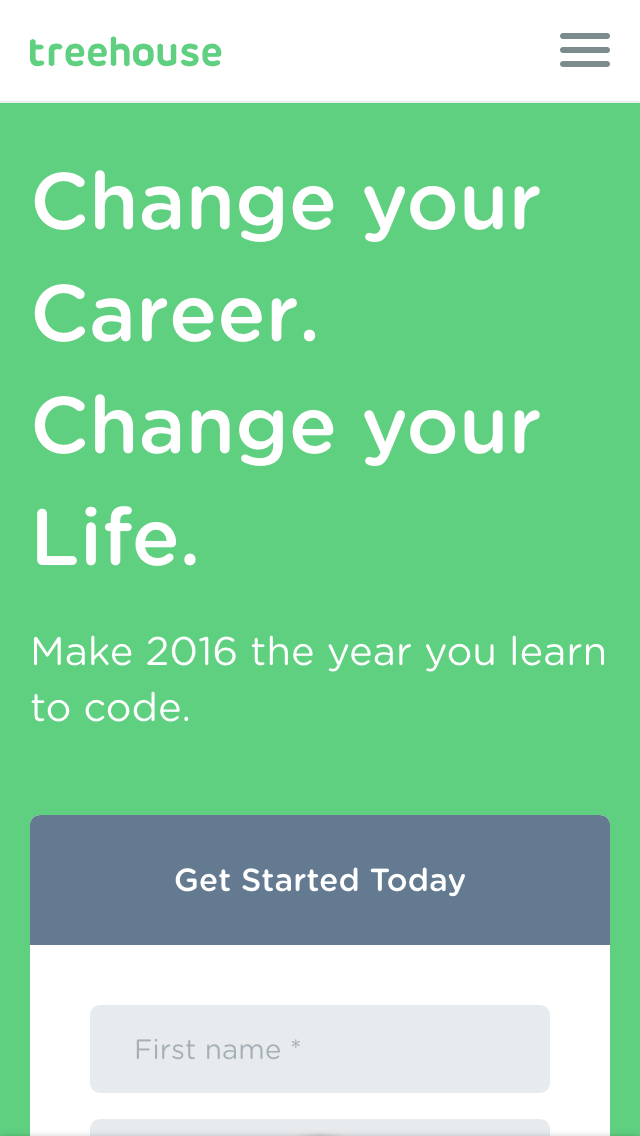 treehouse
Change your
Career.
Change your
Life.
Make 2016 the year you learn
to code.
Get Started Today
First name *